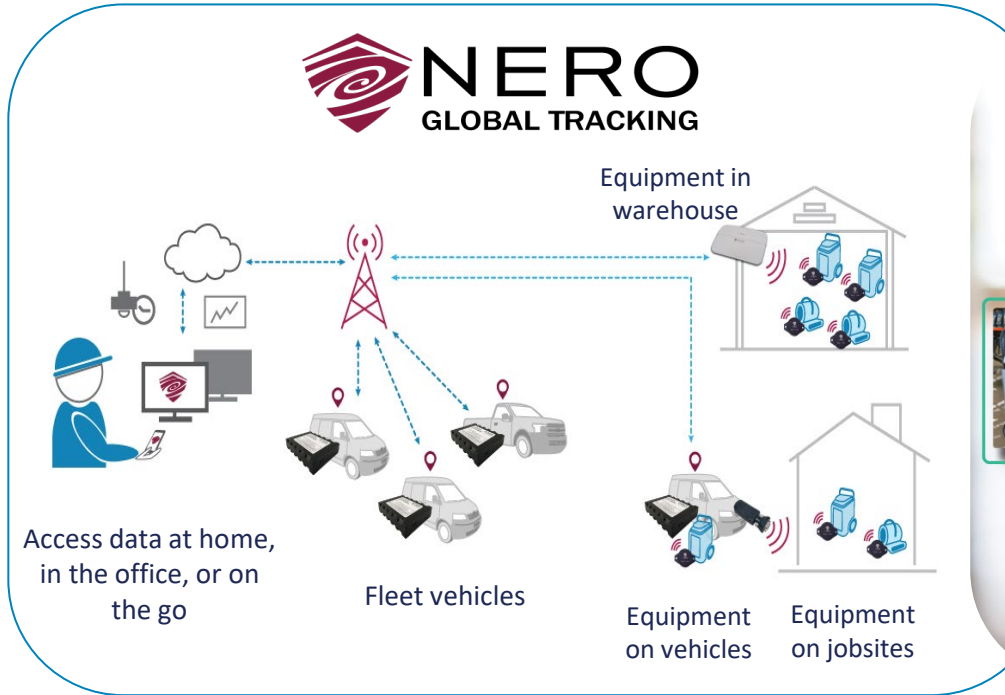 NERO
GLOBAL TRACKING
Equipment in
warehouse
Access data at home,
in the office, or on
the go
Fleet vehicles
Equipment
on vehicles
Equipment
on jobsites